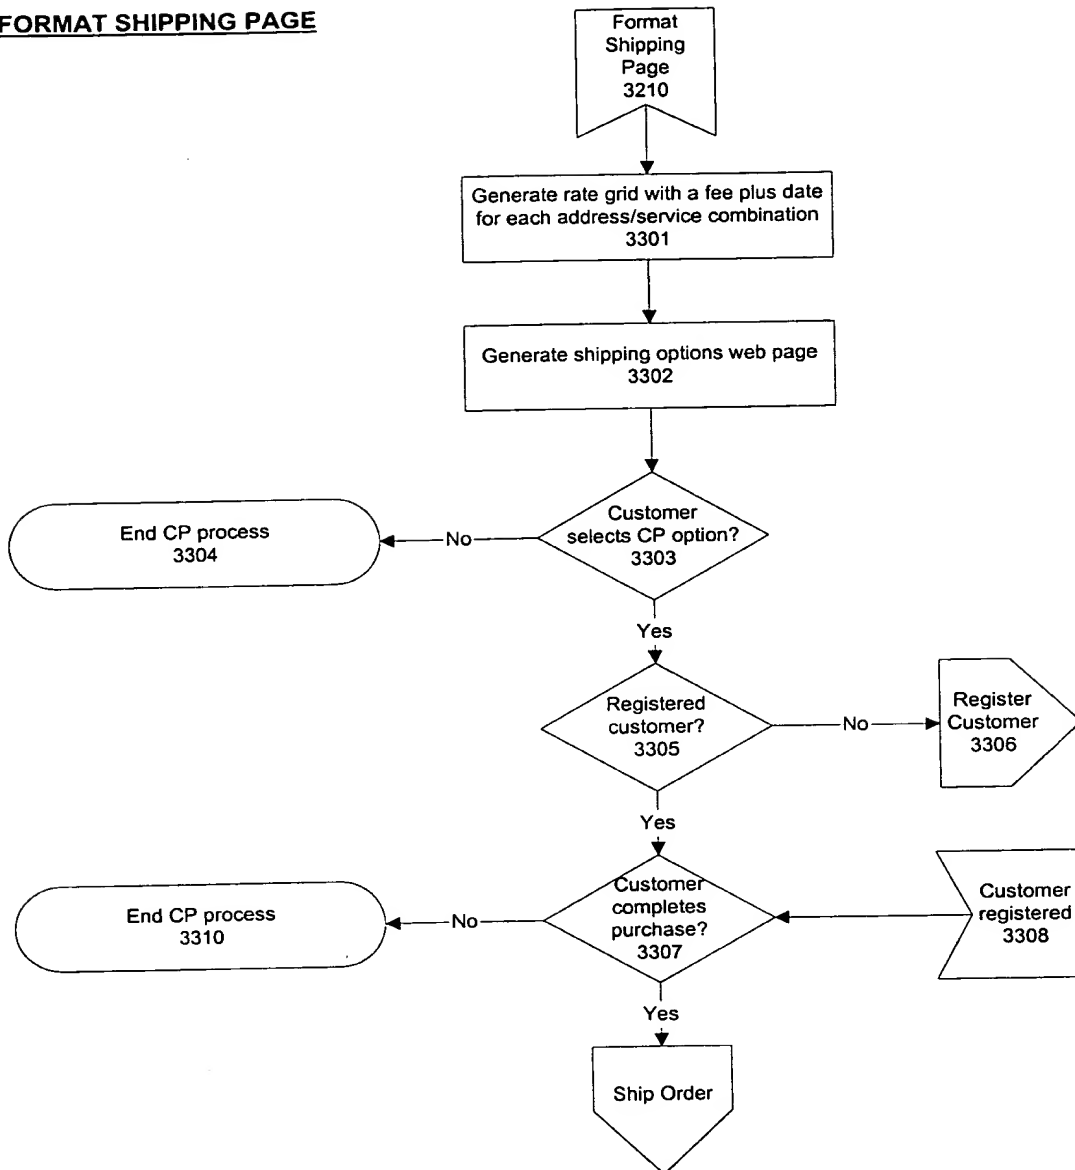 FORMAT SHIPPING PAGE
Format
Shipping
Page
3210
Generate rate grid with a fee plus date
for each address/service combination
3301
Generate shipping options web page
3302
Customer
selects CP option?
3303
No
End CP process
3304
Yes
Registered
customer?
3305
No
Register
Customer
3306
Yes
Customer
completes
purchase?
3307
Customer
registered
3308
No
End CP process
3310
Yes
Ship Order